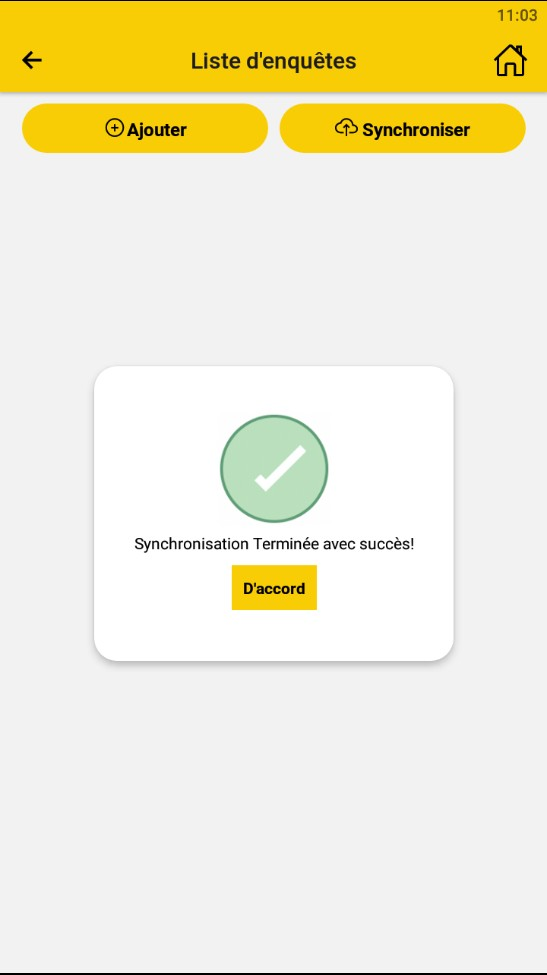 11:03
Liste d'enquêtes
Ajouter
Synchroniser
Synchronisation Terminée avec succès!
D'accord